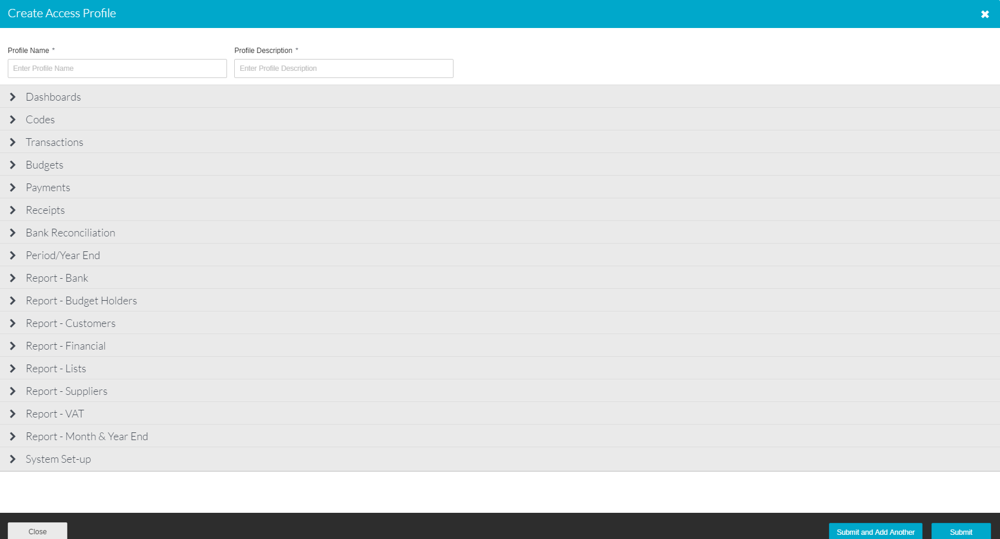 Create Access Profile
Profile Name * Profile Description *
Enter Profile Name Enter Profile Description
Dashboards
Codes
Transactions
Budgets
Payments
Receipts
Bank Reconciliation
Period/Year End
Report - Bank
Report - Budget Holders
Report - Customers
Report - Financial
Report - Lists
Report - Suppliers
Report - VAT
Report - Month & Year End
System Set-up
Close Submit and Add Another Submit